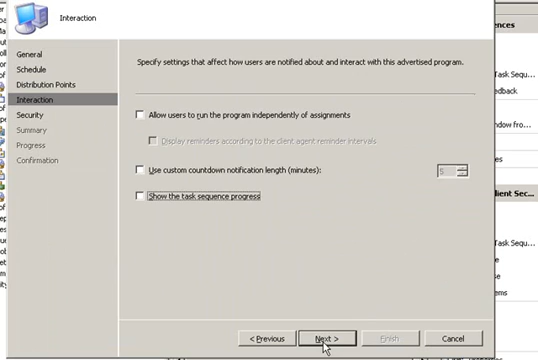 Interaction
General
Schedule
Distribution Points
Interaction
Security
Summary
Progress
Confirmation
Specify settings that affect how users are notified about and interact with this advertised program.
Allow users to run the program independently of assignments
Display reminders according to the client agent reminder intervals
Use custom countdown notification length (minutes):
5
Show the task sequence progress
< Previous
Next >
Finish
Cancel
ences
Task Sequ...
edback
ndow fro...
es
lient Sec...
Task Sequ...
e
se
ems